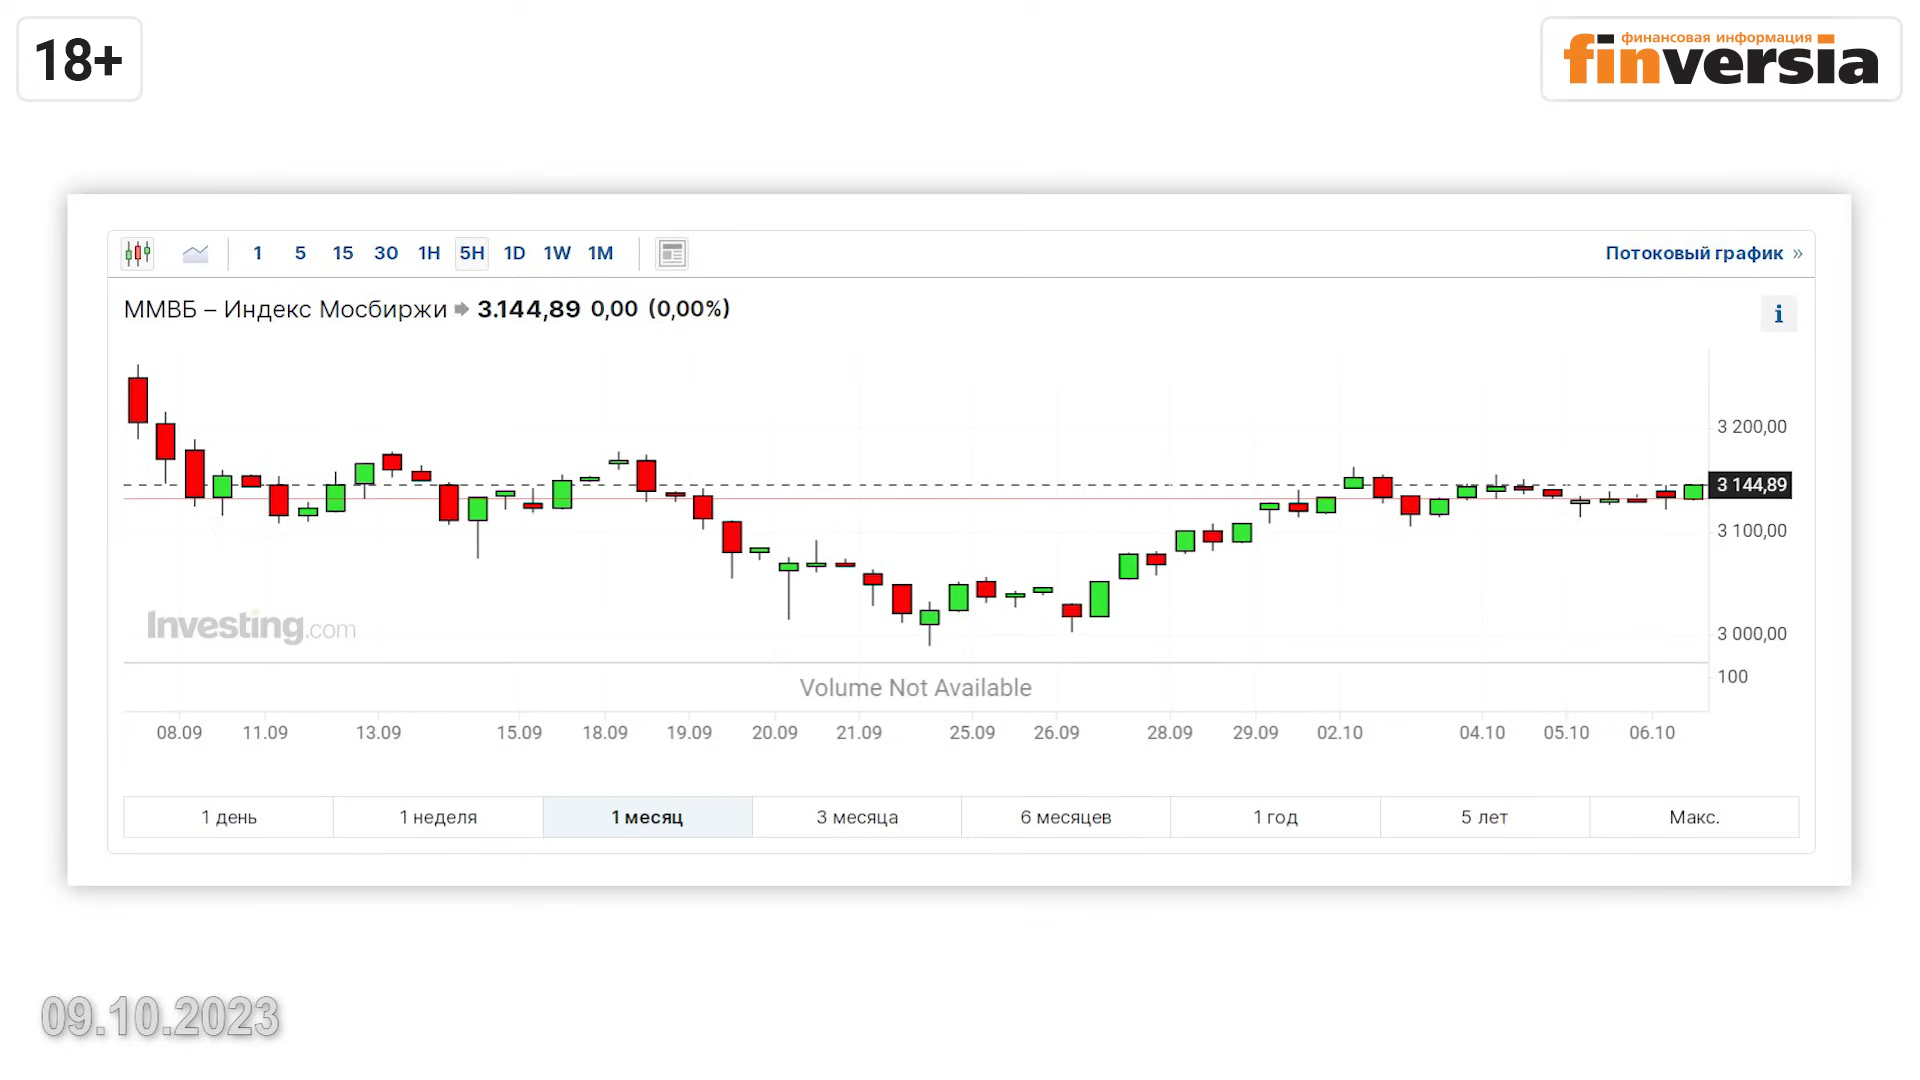 18+
финансовая информация
finversia
1 5 15 30 1H 5H 1D 1W 1M
Потоковый график »
ММВБ – Индекс Мосбиржи 3.144,89 0,00 (0,00%)
i
3 200,00
3 144,89
3 100,00
3 000,00
Investing.com
100
Volume Not Available
08.09 11.09 13.09 15.09 18.09 19.09 20.09 21.09 25.09 26.09 28.09 29.09 02.10 04.10 05.10 06.10
1 день 1 неделя 1 месяц 3 месяца 6 месяцев 1 год 5 лет Макс.
09.10.2023